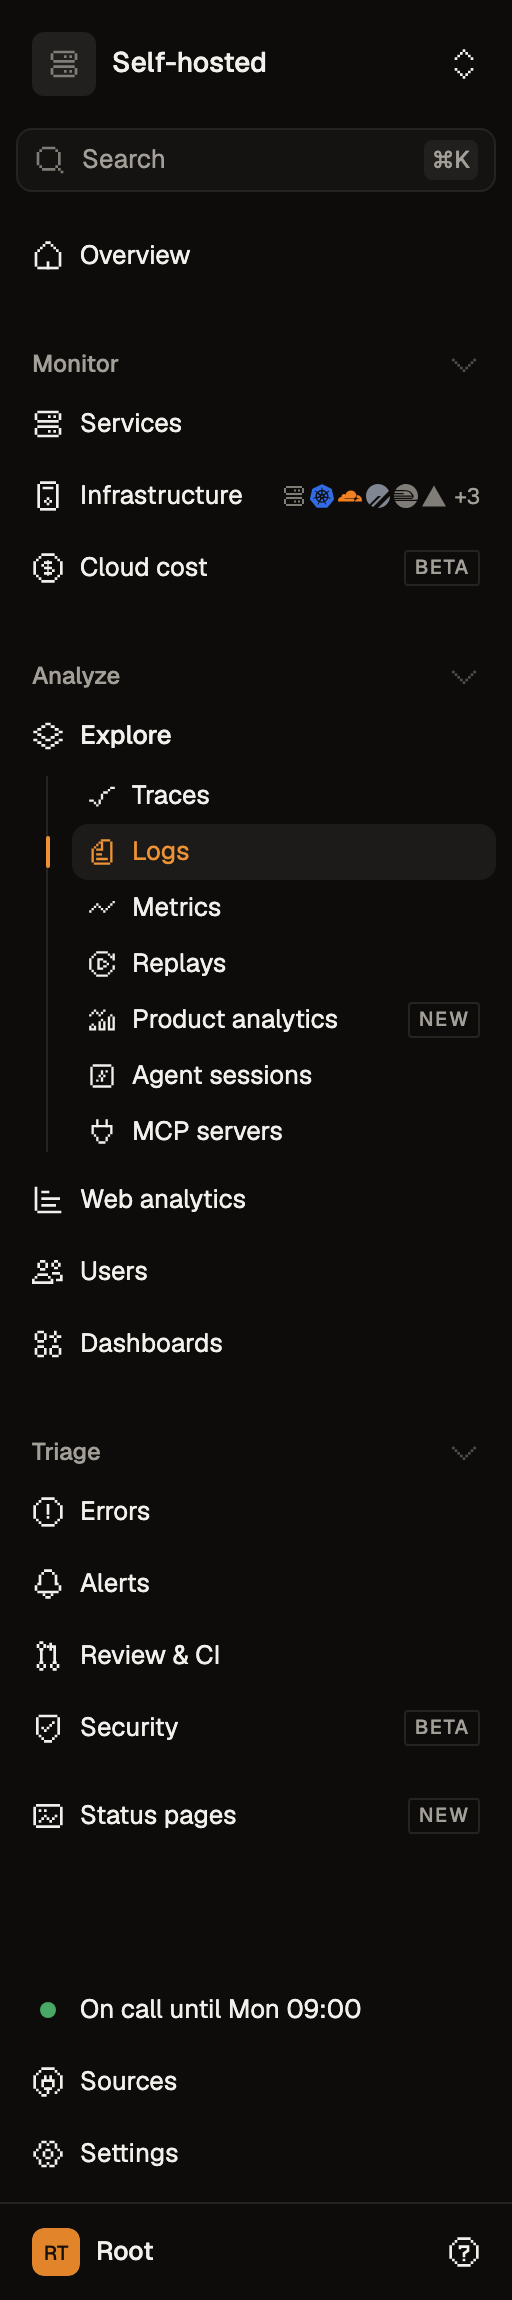 Self-hosted
Search ⌘K
Overview
Monitor
Services
Infrastructure +3
Cloud cost BETA
Analyze
Explore
Traces
Logs
Metrics
Replays
Product analytics NEW
Agent sessions
MCP servers
Web analytics
Users
Dashboards
Triage
Errors
Alerts
Review & CI
Security BETA
Status pages NEW
On call until Mon 09:00
Sources
Settings
RT Root